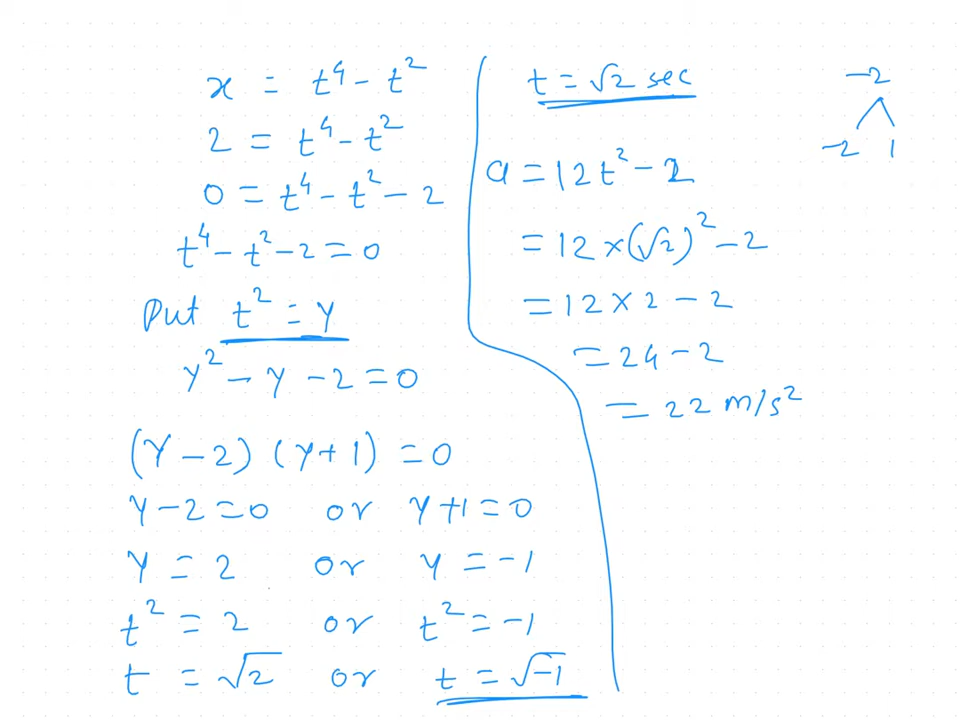 x = t⁴ - t²
2 = t⁴ - t²
0 = t⁴ - t² - 2
t⁴ - t² - 2 = 0
Put t² = y
y² - y - 2 = 0
(y - 2) (y + 1) = 0
y - 2 = 0 or y + 1 = 0
y = 2 or y = -1
t² = 2 or t² = -1
t = √2 or t = √-1
t = √2 sec
a = 12t² - 2
= 12 × (√2)² - 2
= 12 × 2 - 2
= 24 - 2
= 22 m/s²
-2
-2 1